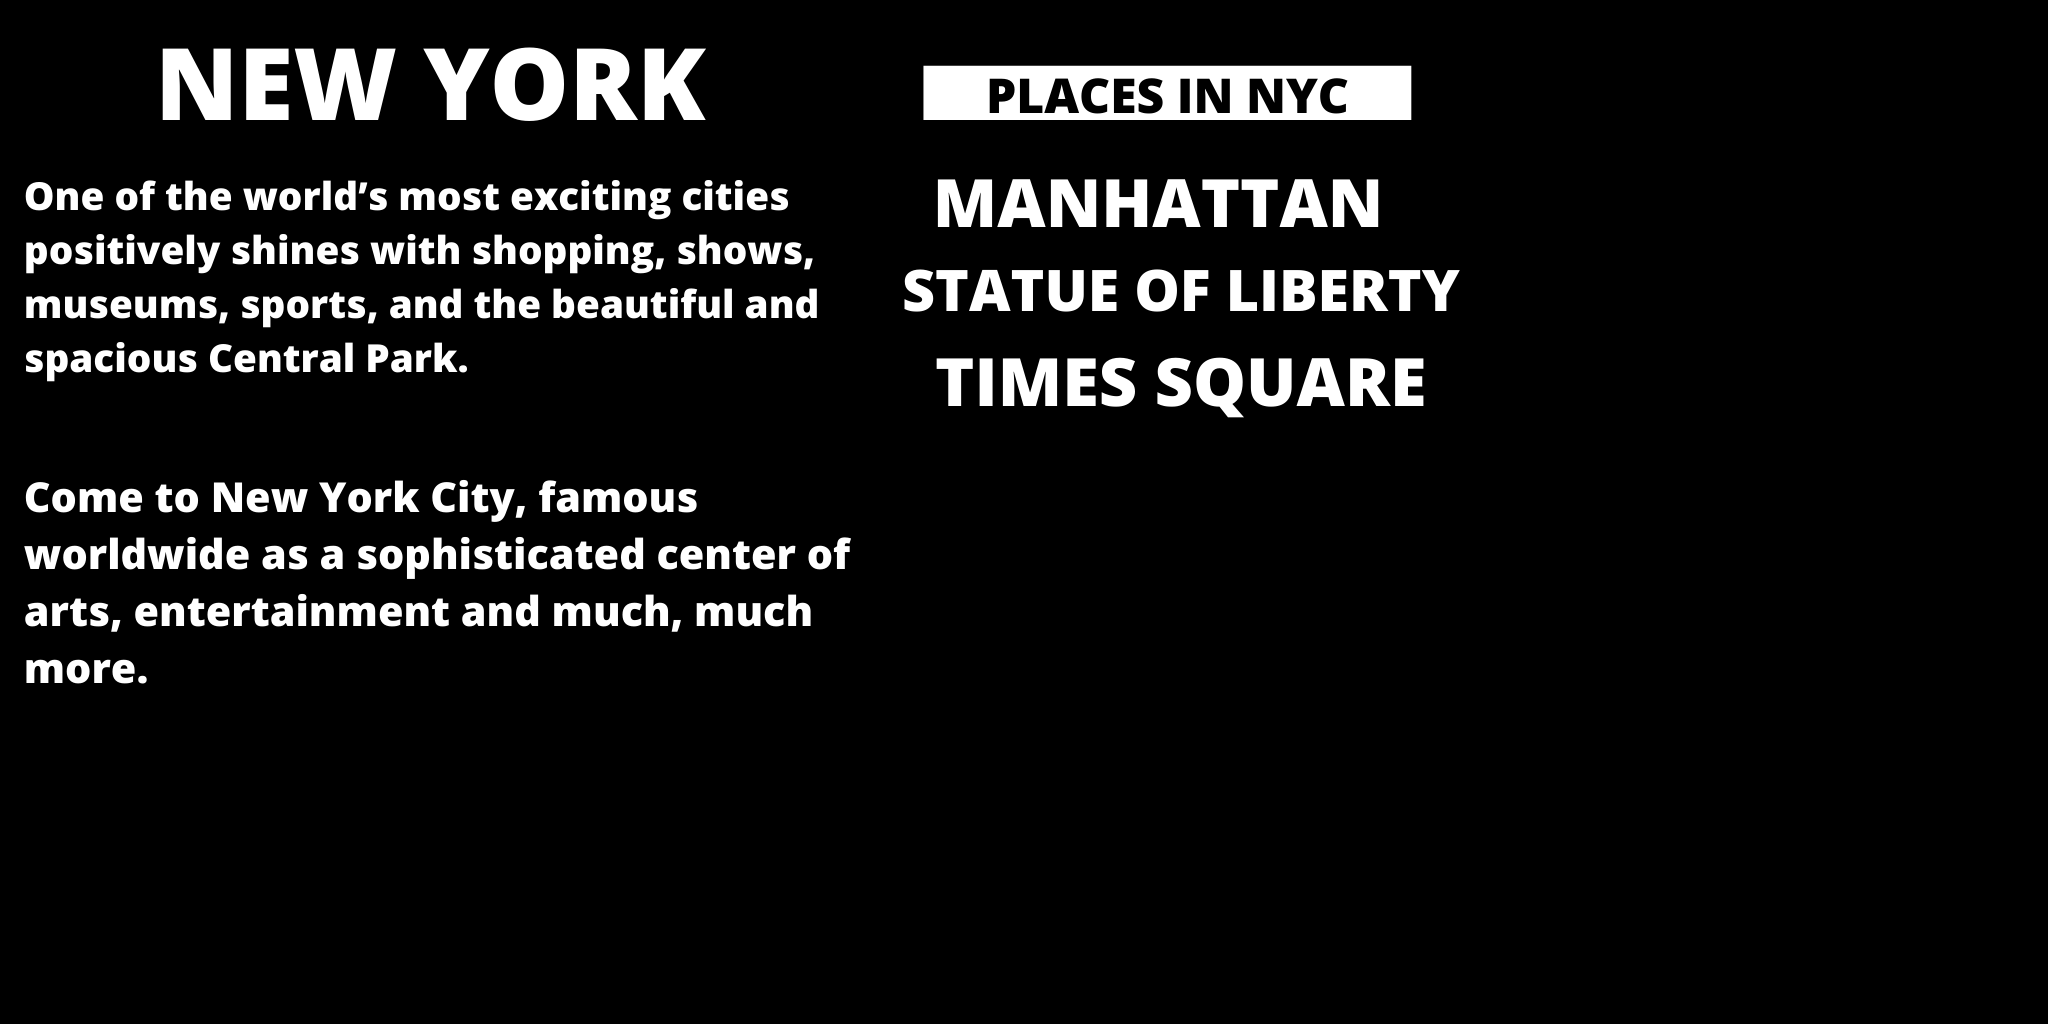 NEW YORK
One of the world’s most exciting cities
positively shines with shopping, shows,
museums, sports, and the beautiful and
spacious Central Park.
Come to New York City, famous
worldwide as a sophisticated center of
arts, entertainment and much, much
more.
PLACES IN NYC
MANHATTAN
STATUE OF LIBERTY
TIMES SQUARE